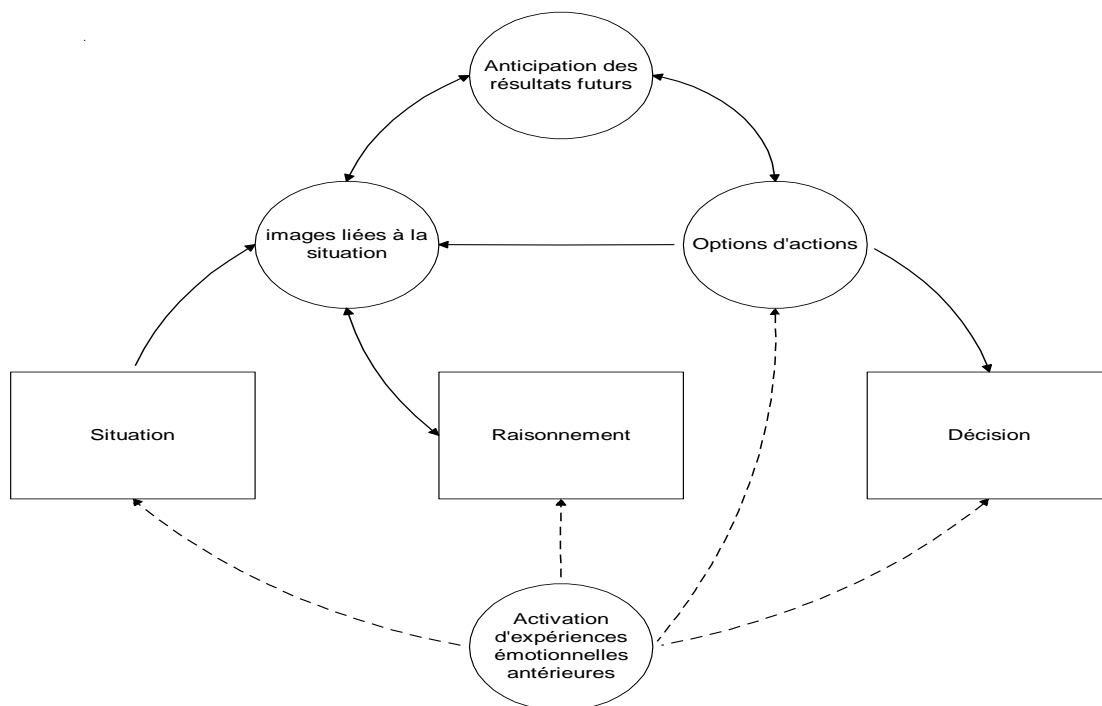 Anticipation des
résultats futurs
images liées à la
situation
Options d'actions
Situation
Raisonnement
Décision
Activation
d'expériences
émotionnelles
antérieures